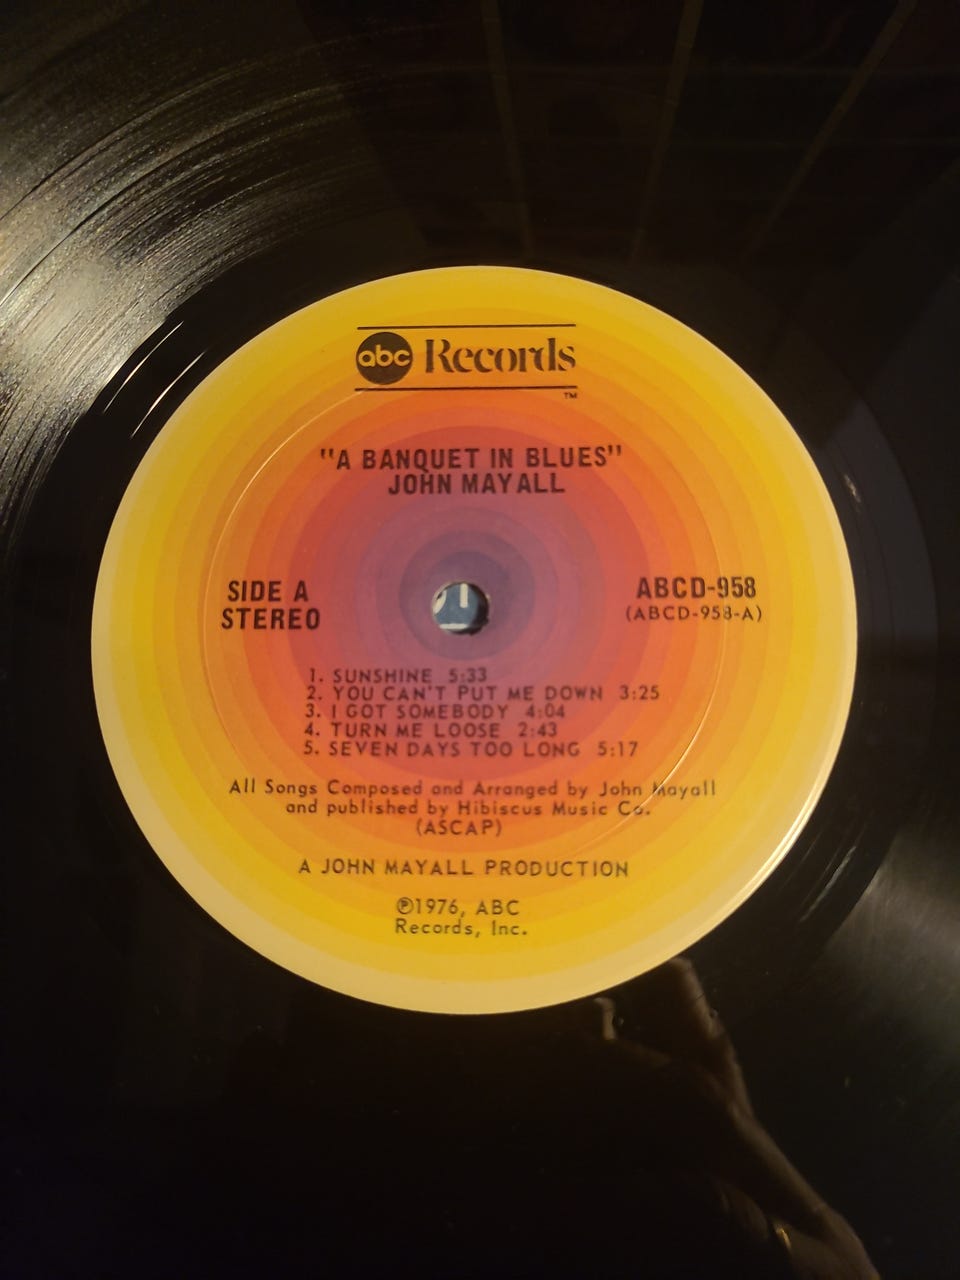 abc Records
TM
"A BANQUET IN BLUES"
JOHN MAYALL
SIDE A
STEREO
ABCD-958
(ABCD-958-A)
1. SUNSHINE 5:33
2. YOU CAN'T PUT ME DOWN 3:25
3. I GOT SOMEBODY 4:04
4. TURN ME LOOSE 2:43
5. SEVEN DAYS TOO LONG 5:17
All Songs Composed and Arranged by John Mayall
and published by Hibiscus Music Co.
(ASCAP)
A JOHN MAYALL PRODUCTION
℗1976, ABC
Records, Inc.